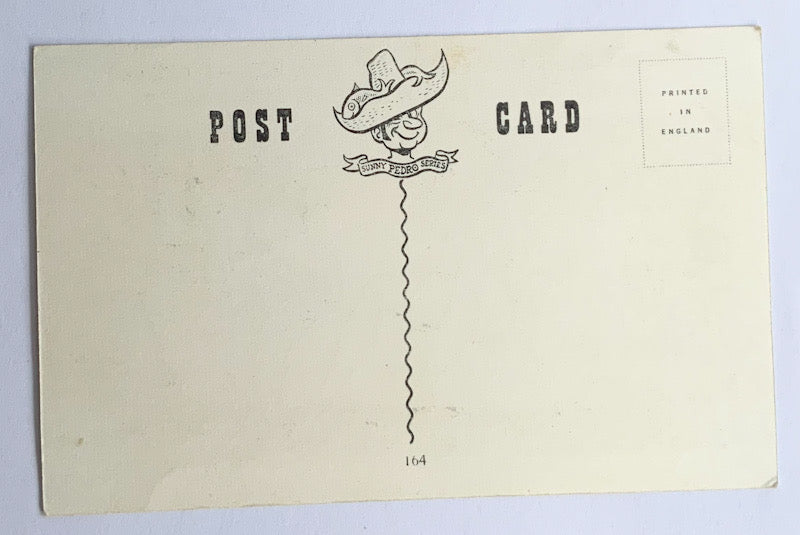 POST CARD
SUNNY PEDRO SERIES
PRINTED
IN
ENGLAND
164